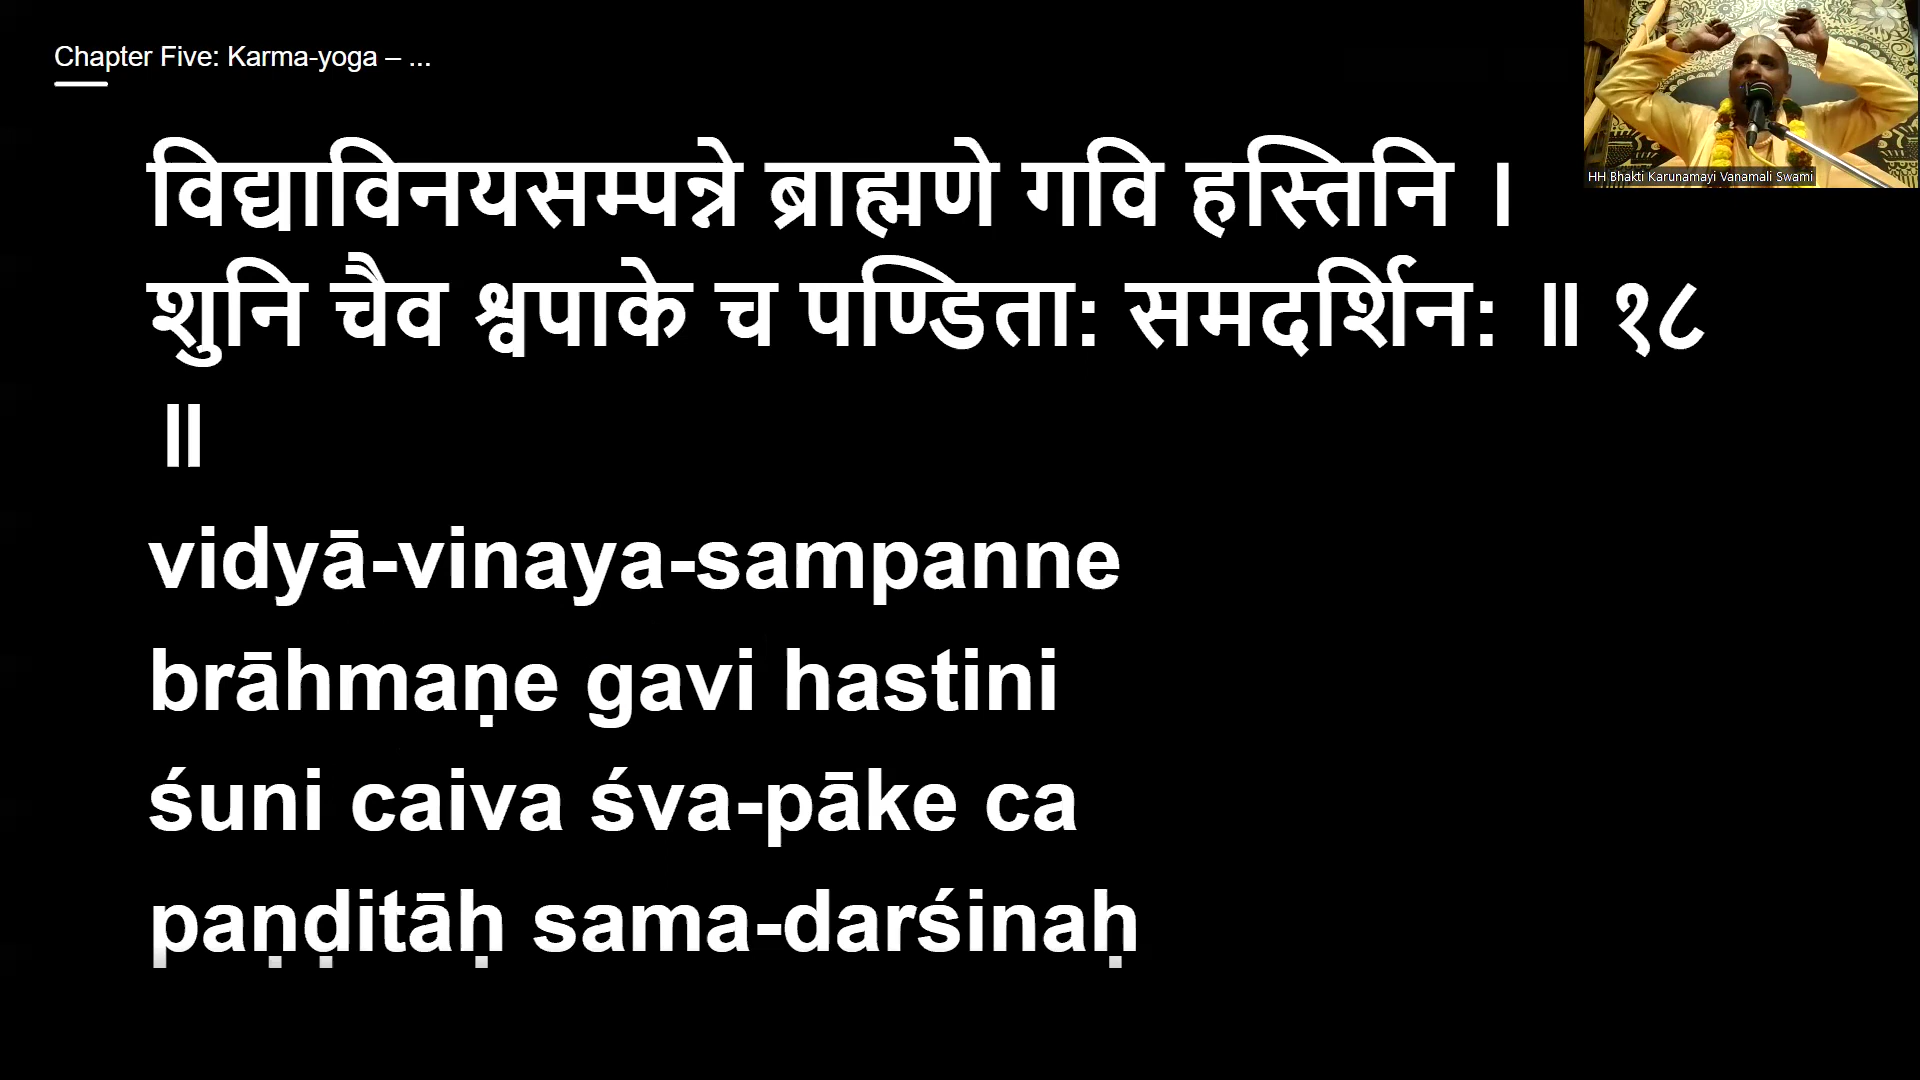 Chapter Five: Karma-yoga – ...
HH Bhakti Karunamayi Vanamali Swami
विद्याविनयसम्पन्ने ब्राह्मणे गवि हस्तिनि ।
शुनि चैव श्वपाके च पण्डिता: समदर्शिन: ॥ १८
॥
vidyā-vinaya-sampanne
brāhmaṇe gavi hastini
śuni caiva śva-pāke ca
paṇḍitāḥ sama-darśinaḥ